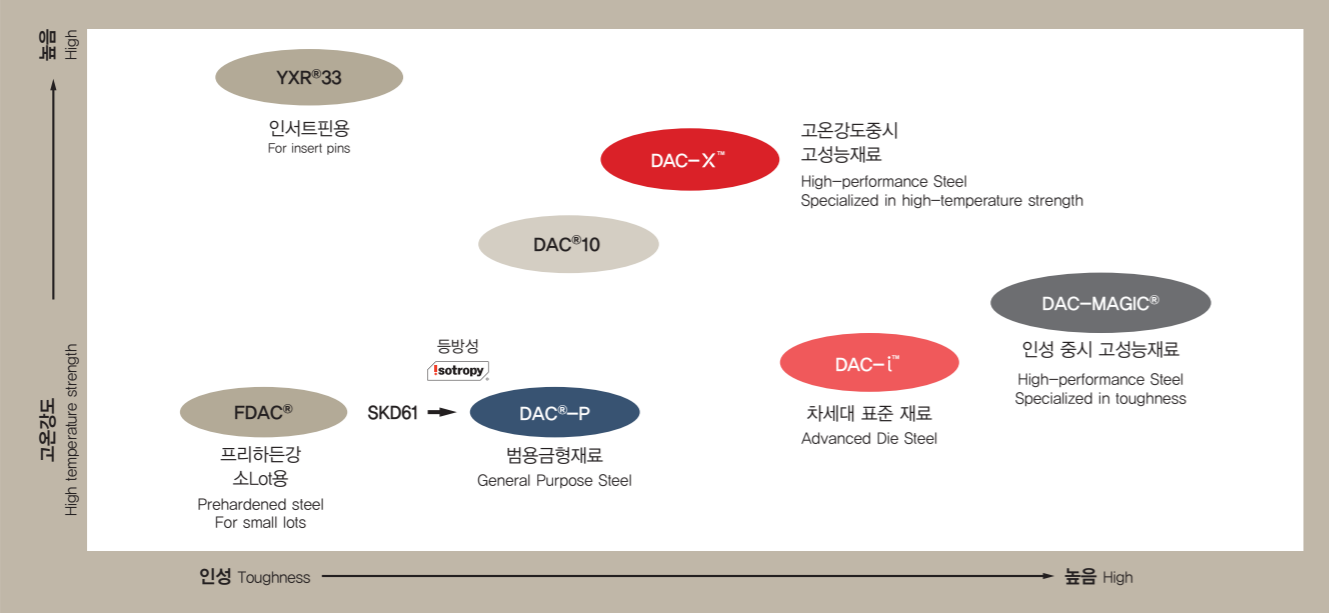 높음
High
고온강도
High temperature strength
YXR®33
인서트핀용
For insert pins
DAC-X™
고온강도중시
고성능재료
High-performance Steel
Specialized in high-temperature strength
DAC®10
DAC-MAGIC®
인성 중시 고성능재료
High-performance Steel
Specialized in toughness
DAC-i™
차세대 표준 재료
Advanced Die Steel
등방성
isotropy
FDAC®
프리하든강
소Lot용
Prehardened steel
For small lots
SKD61
DAC®-P
범용금형재료
General Purpose Steel
인성 Toughness
높음 High